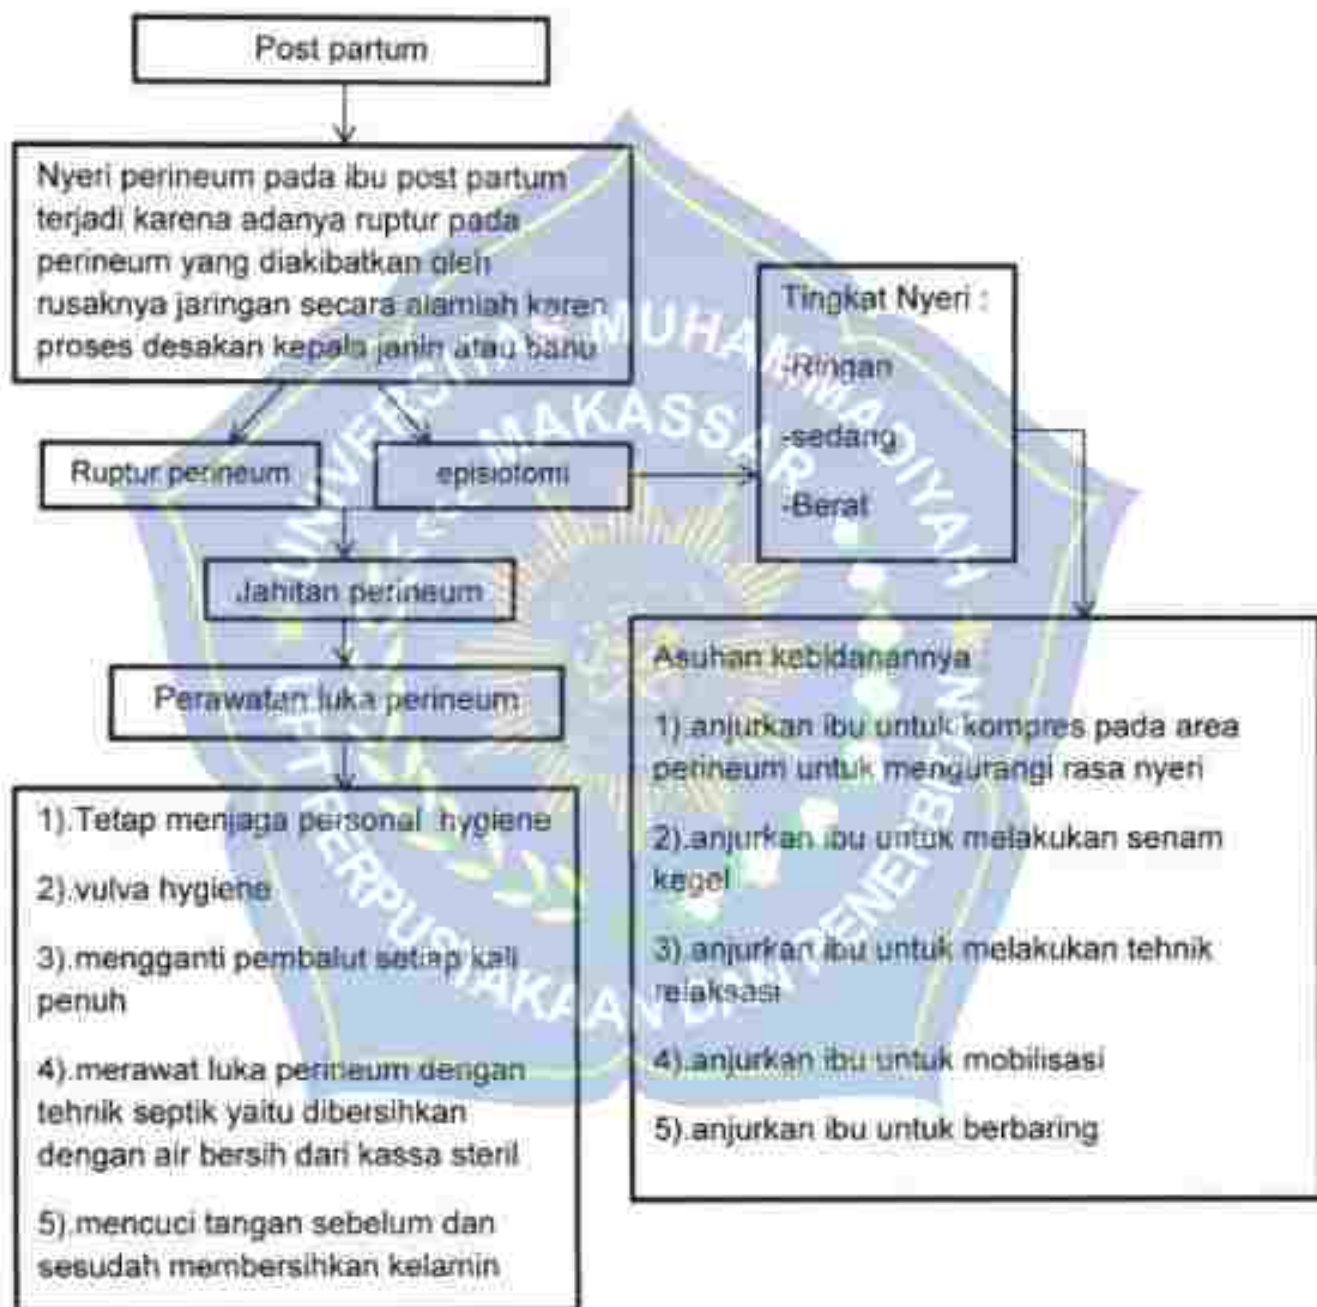 Post partum
Nyeri perineum pada ibu post partum
terjadi karena adanya ruptur pada
perineum yang diakibatkan oleh
rusaknya jaringan secara alamiah karen
proses desakan kepala janin atau bahu
Ruptur perineum
episiotomi
Tingkat Nyeri :
-Ringan
-sedang
-Berat
Jahitan perineum
Perawatan luka perineum
1).Tetap menjaga personal hygiene
2).vulva hygiene
3).mengganti pembalut setiap kali
penuh
4).merawat luka perineum dengan
tehnik septik yaitu dibersihkan
dengan air bersih dari kassa steril
5).mencuci tangan sebelum dan
sesudah membersihkan kelamin
Asuhan kebidanannya :
1).anjurkan ibu untuk kompres pada area
perineum untuk mengurangi rasa nyeri
2).anjurkan ibu untuk melakukan senam
kegel
3).anjurkan ibu untuk melakukan tehnik
relaksasi
4).anjurkan ibu untuk mobilisasi
5).anjurkan ibu untuk berbaring
UNIVERSITAS MUHAMMADIYAH
MAKASSAR
PERPUSTAKAAN DAN PENERBITAN